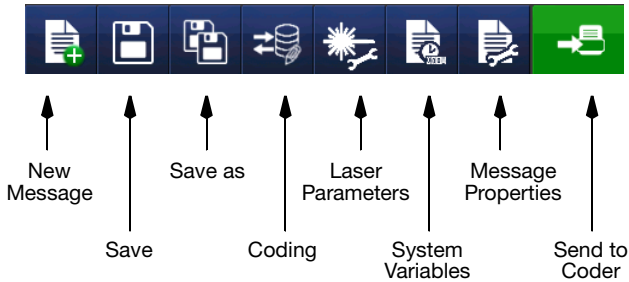 New
Message
Save as
Laser
Parameters
Message
Properties
Save
Coding
System
Variables
Send to
Coder